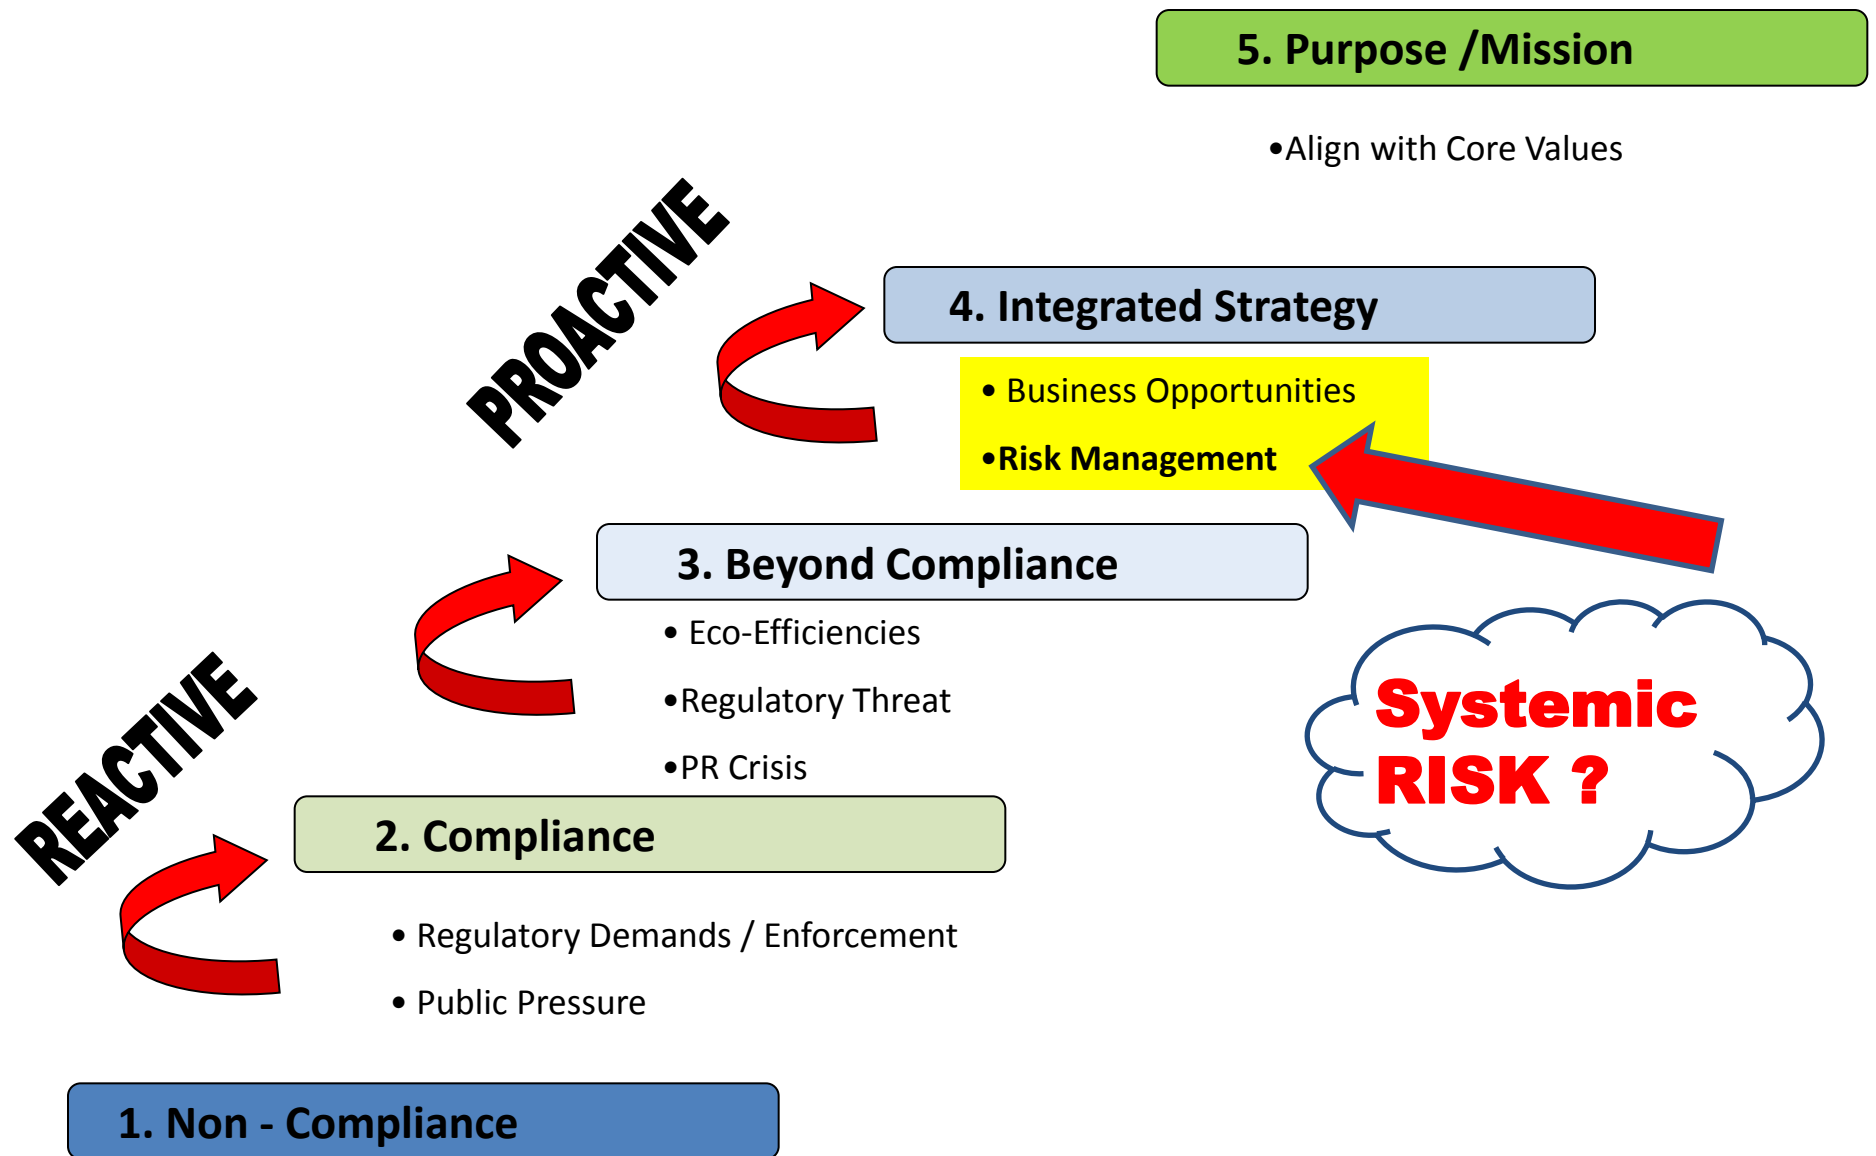 5. Purpose /Mission
•Align with Core Values
PROACTIVE
4. Integrated Strategy
• Business Opportunities
•Risk Management
3. Beyond Compliance
• Eco-Efficiencies
•Regulatory Threat
•PR Crisis
Systemic
RISK ?
REACTIVE
2. Compliance
• Regulatory Demands / Enforcement
• Public Pressure
1. Non - Compliance